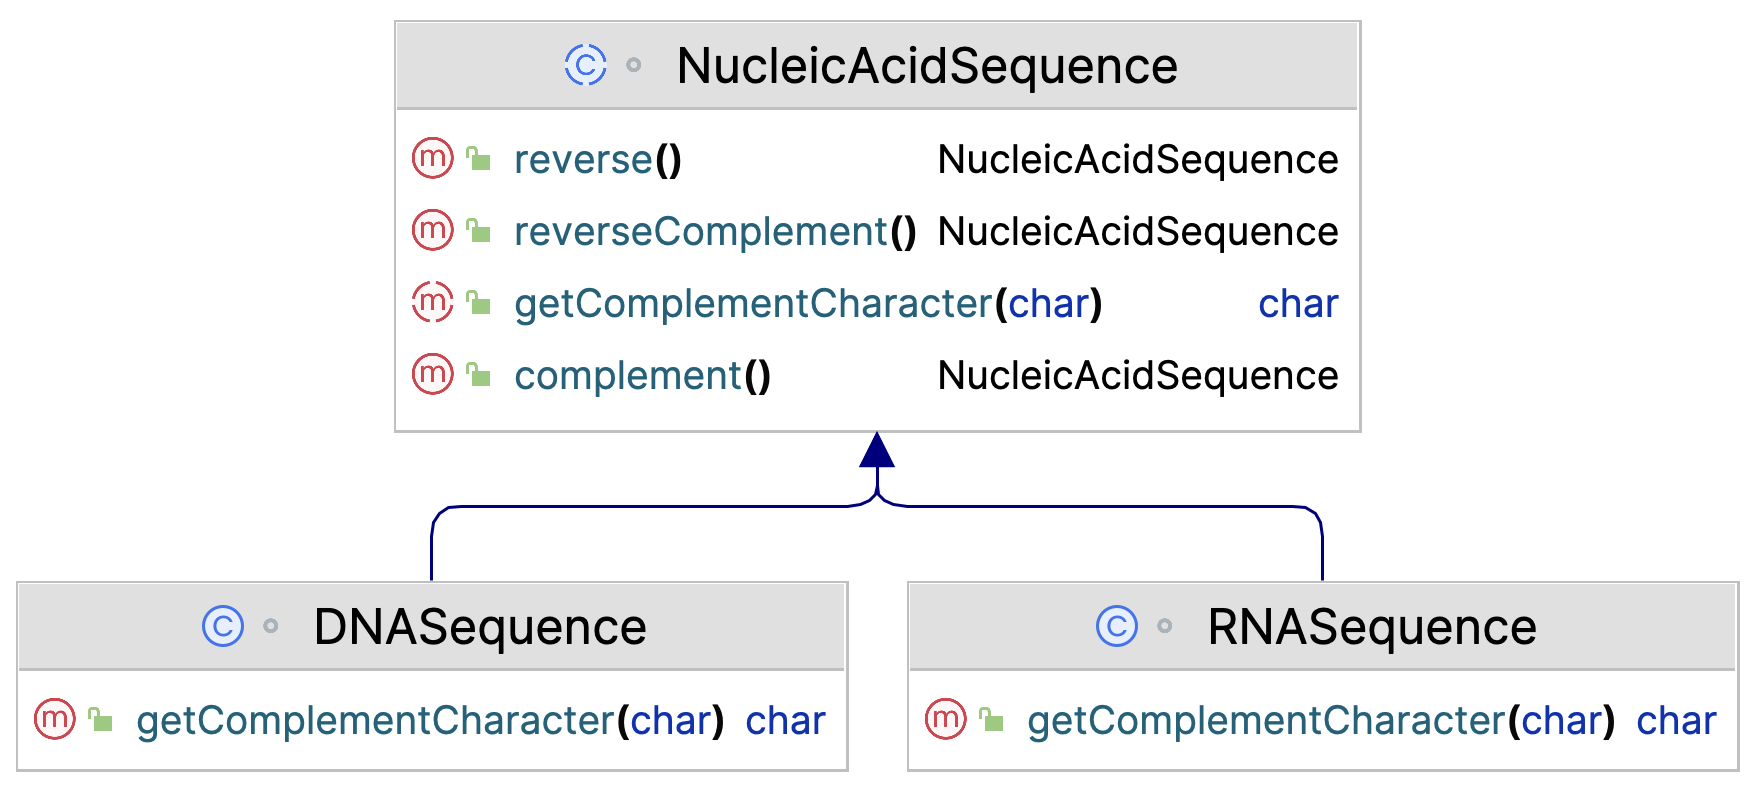 C NucleicAcidSequence
m reverse() NucleicAcidSequence
m reverseComplement() NucleicAcidSequence
m getComplementCharacter(char) char
m complement() NucleicAcidSequence
C DNASequence
m getComplementCharacter(char) char
C RNASequence
m getComplementCharacter(char) char